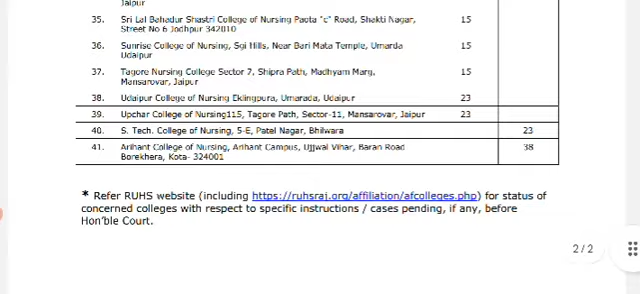 Jaipur
35. Sri Lal Bahadur Shastri College of Nursing Paota "c" Road, Shakti Nagar, 15
Street No 6 Jodhpur 342010
36. Sunrise College of Nursing, Sgi Hills, Near Bari Mata Temple, Umarda 15
Udaipur
37. Tagore Nursing College Sector 7, Shipra Path, Madhyam Marg, 15
Mansarovar, Jaipur
38. Udaipur College of Nursing Eklingpura, Umarada, Udaipur 23
39. Upchar College of Nursing115, Tagore Path, Sector-11, Mansarovar, Jaipur 23
40. S. Tech. College of Nursing, 5-E, Patel Nagar, Bhilwara 23
41. Arihant College of Nursing, Arihant Campus, Ujjwal Vihar, Baran Road 38
Borekhera, Kota- 324001
* Refer RUHS website (including https://ruhsraj.org/affiliation/afcolleges.php) for status of
concerned colleges with respect to specific instructions / cases pending, if any, before
Hon'ble Court.
2/2